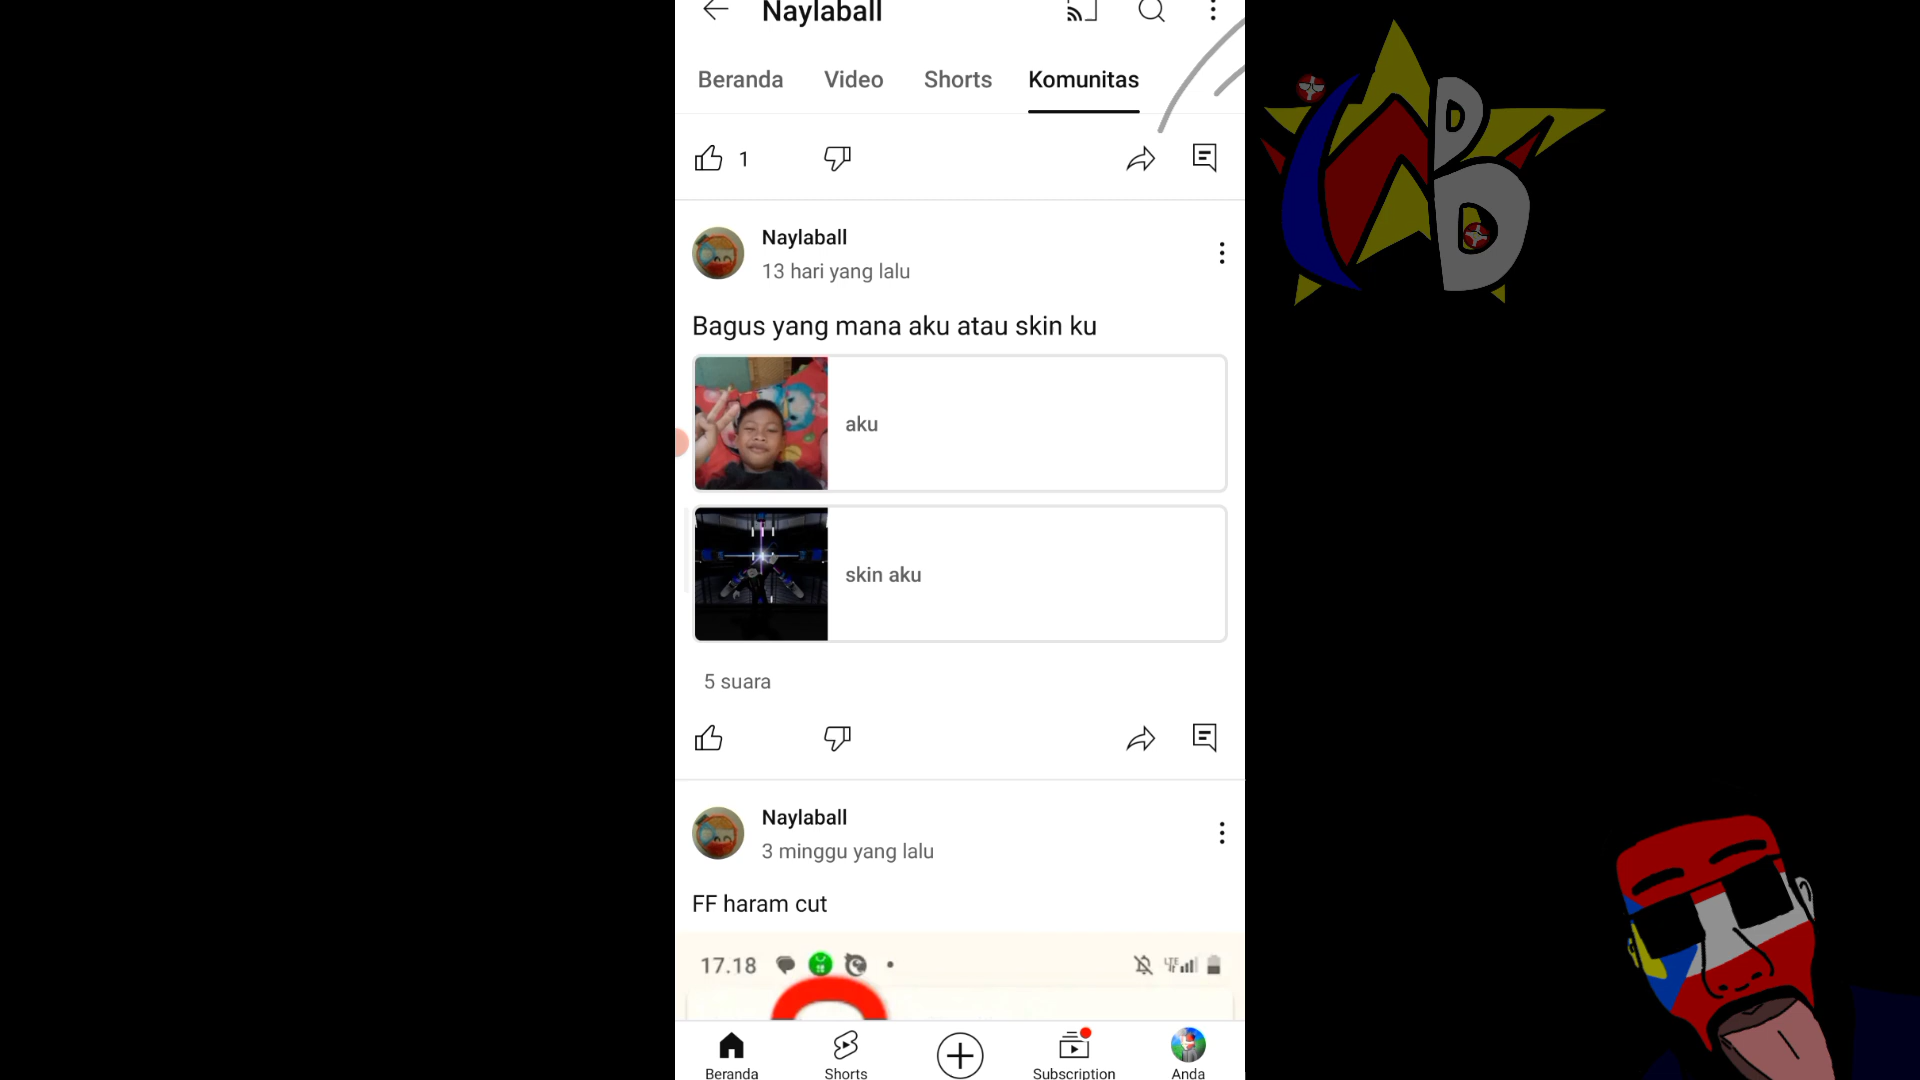 Naylaball
Beranda Video Shorts Komunitas
1
Naylaball
13 hari yang lalu
Bagus yang mana aku atau skin ku
aku
skin aku
5 suara
Naylaball
3 minggu yang lalu
FF haram cut
17.18
Beranda Shorts Subscription Anda